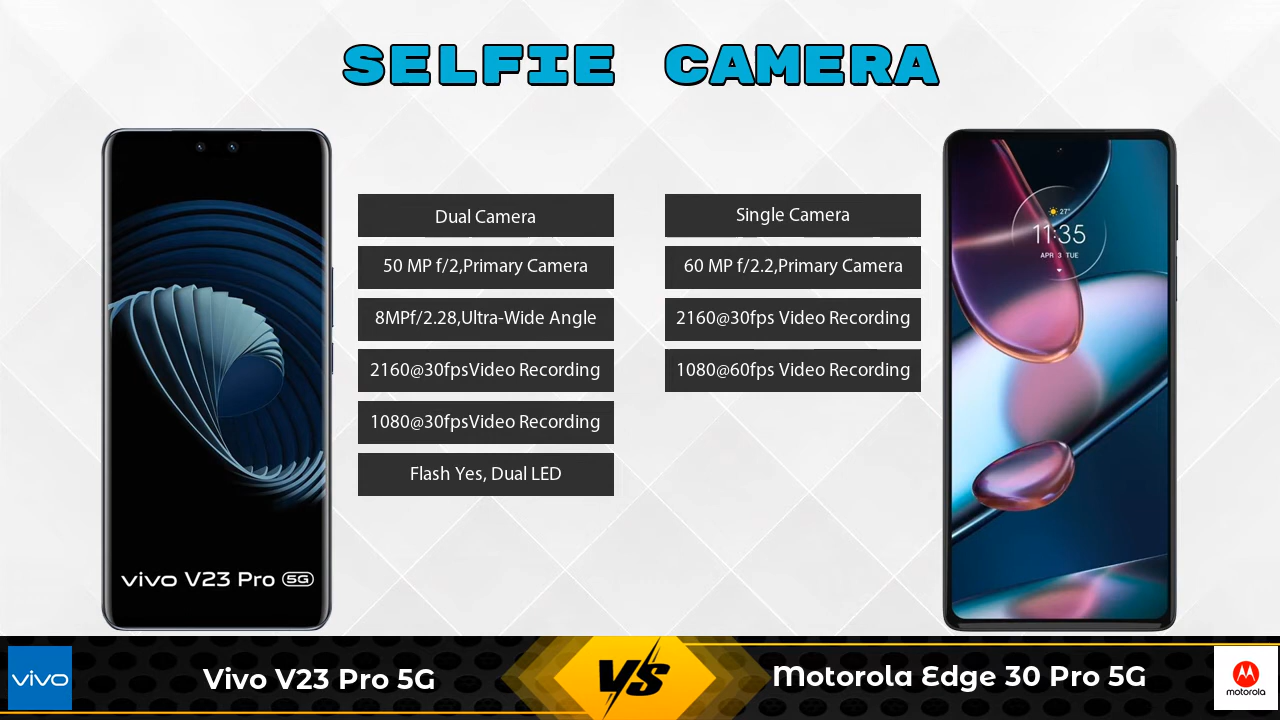 SELFIE CAMERA
Dual Camera
50 MP f/2,Primary Camera
8MPf/2.28,Ultra-Wide Angle
2160@30fpsVideo Recording
1080@30fpsVideo Recording
Flash Yes, Dual LED
Single Camera
60 MP f/2.2,Primary Camera
2160@30fps Video Recording
1080@60fps Video Recording
vivo V23 Pro 5G
27°
11:35
APR 3 TUE
vivo
Vivo V23 Pro 5G
VS
Motorola Edge 30 Pro 5G
motorola